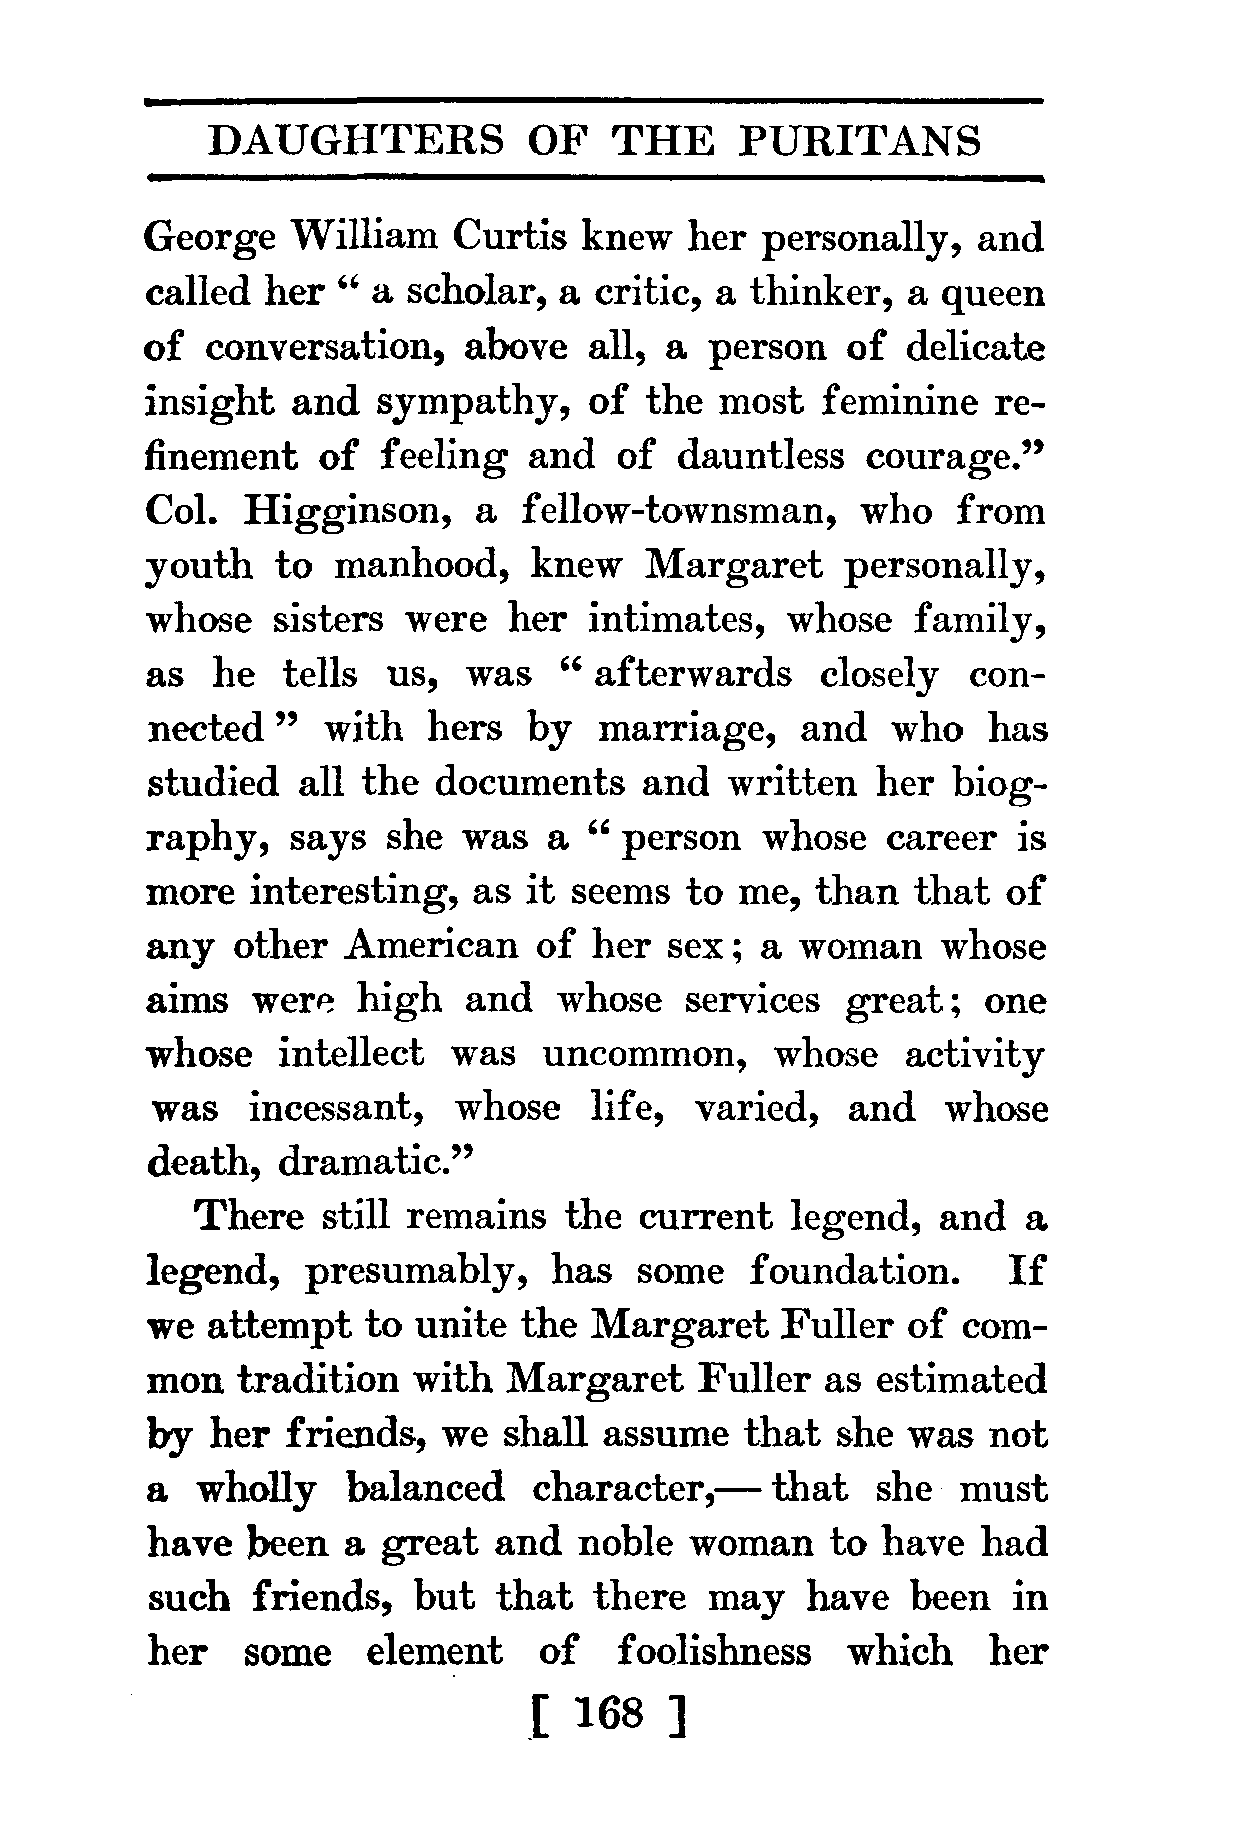 DAUGHTERS OF THE PURITANS
George William Curtis knew her personally, and
called her “ a scholar, a critic, a thinker, a queen
of conversation, above all, a person of delicate
insight and sympathy, of the most feminine re-
finement of feeling and of dauntless courage.”
Col. Higginson, a fellow-townsman, who from
youth to manhood, knew Margaret personally,
whose sisters were her intimates, whose family,
as he tells us, was “ afterwards closely con-
nected ” with hers by marriage, and who has
studied all the documents and written her biog-
raphy, says she was a “ person whose career is
more interesting, as it seems to me, than that of
any other American of her sex ; a woman whose
aims were high and whose services great ; one
whose intellect was uncommon, whose activity
was incessant, whose life, varied, and whose
death, dramatic.”
There still remains the current legend, and a
legend, presumably, has some foundation. If
we attempt to unite the Margaret Fuller of com-
mon tradition with Margaret Fuller as estimated
by her friends, we shall assume that she was not
a wholly balanced character,— that she must
have been a great and noble woman to have had
such friends, but that there may have been in
her some element of foolishness which her
[ 168 ]